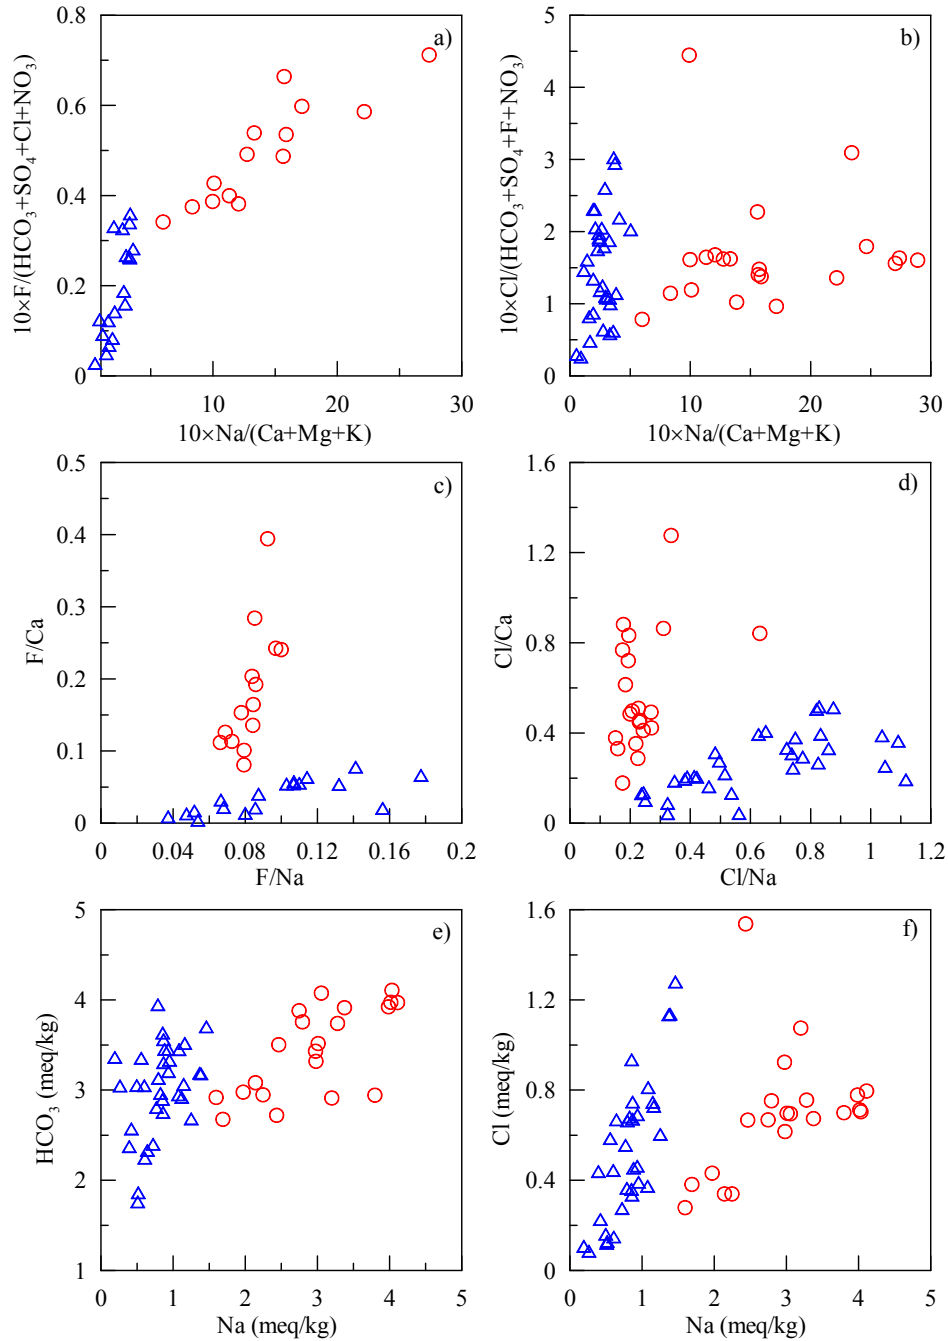 a)
10×F/(HCO3+SO4+Cl+NO3)
0.8
0.6
0.4
0.2
0
10 20 30
10×Na/(Ca+Mg+K)
b)
10×Cl/(HCO3+SO4+F+NO3)
5
4
3
2
1
0
0 10 20 30
10×Na/(Ca+Mg+K)
c)
F/Ca
0.5
0.4
0.3
0.2
0.1
0
0.04 0.08 0.12 0.16 0.2
F/Na
d)
Cl/Ca
1.6
1.2
0.8
0.4
0
0 0.2 0.4 0.6 0.8 1 1.2
Cl/Na
e)
HCO3 (meq/kg)
5
4
3
2
1
0 1 2 3 4 5
Na (meq/kg)
f)
Cl (meq/kg)
1.6
1.2
0.8
0.4
0
0 1 2 3 4 5
Na (meq/kg)